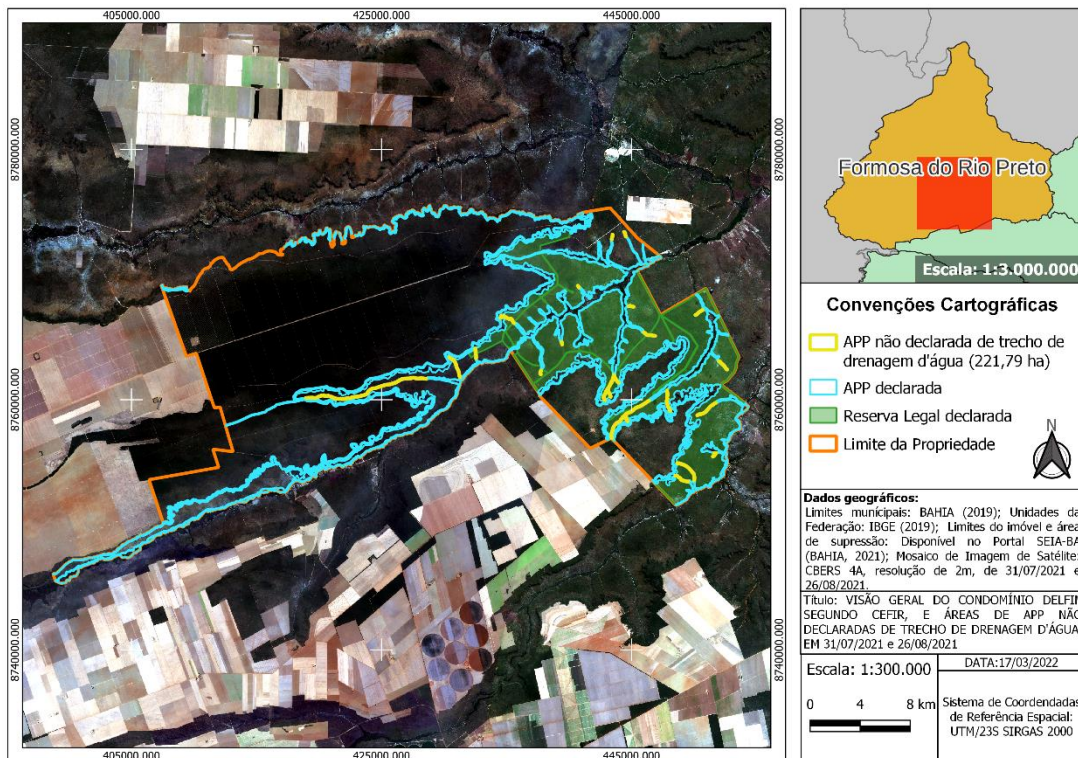 405000.000
425000.000
445000.000
8780000.000
8780000.000
8760000.000
8760000.000
8740000.000
8740000.000
405000.000
425000.000
445000.000
Formosa do Rio Preto
Escala: 1:3.000.000
Convenções Cartográficas
APP não declarada de trecho de
drenagem d'água (221,79 ha)
APP declarada
Reserva Legal declarada
Limite da Propriedade
N
Dados geográficos:
Limites municipais: BAHIA (2019); Unidades da
Federação: IBGE (2019); Limites do imóvel e área
de supressão: Disponível no Portal SEIA-BA
(BAHIA, 2021); Mosaico de Imagem de Satélite:
CBERS 4A, resolução de 2m, de 31/07/2021 e
26/08/2021.
Título: VISÃO GERAL DO CONDOMÍNIO DELFIN
SEGUNDO CEFIR, E ÁREAS DE APP NÃO
DECLARADAS DE TRECHO DE DRENAGEM D'ÁGUA
EM 31/07/2021 e 26/08/2021
Escala: 1:300.000
DATA:17/03/2022
0 4 8 km
Sistema de Coordendadas
de Referência Espacial:
UTM/23S SIRGAS 2000